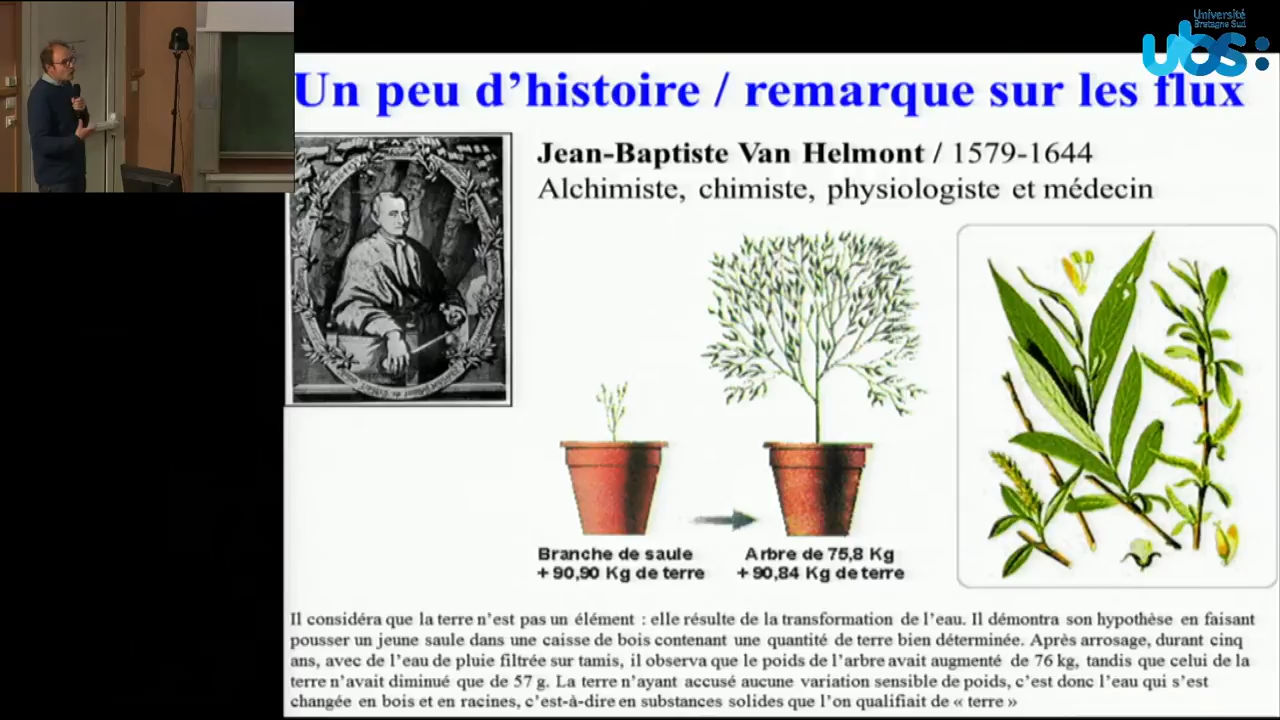 Université
Bretagne Sud
ubs:
Un peu d’histoire / remarque sur les flux
Jean-Baptiste Van Helmont / 1579-1644
Alchimiste, chimiste, physiologiste et médecin
Branche de saule
+ 90,90 Kg de terre
Arbre de 75,8 Kg
+ 90,84 Kg de terre
Il considéra que la terre n’est pas un élément : elle résulte de la transformation de l’eau. Il démontra son hypothèse en faisant
pousser un jeune saule dans une caisse de bois contenant une quantité de terre bien déterminée. Après arrosage, durant cinq
ans, avec de l’eau de pluie filtrée sur tamis, il observa que le poids de l’arbre avait augmenté de 76 kg, tandis que celui de la
terre n’avait diminué que de 57 g. La terre n’ayant accusé aucune variation sensible de poids, c’est donc l’eau qui s’est
changée en bois et en racines, c’est-à-dire en substances solides que l’on qualifiait de « terre »